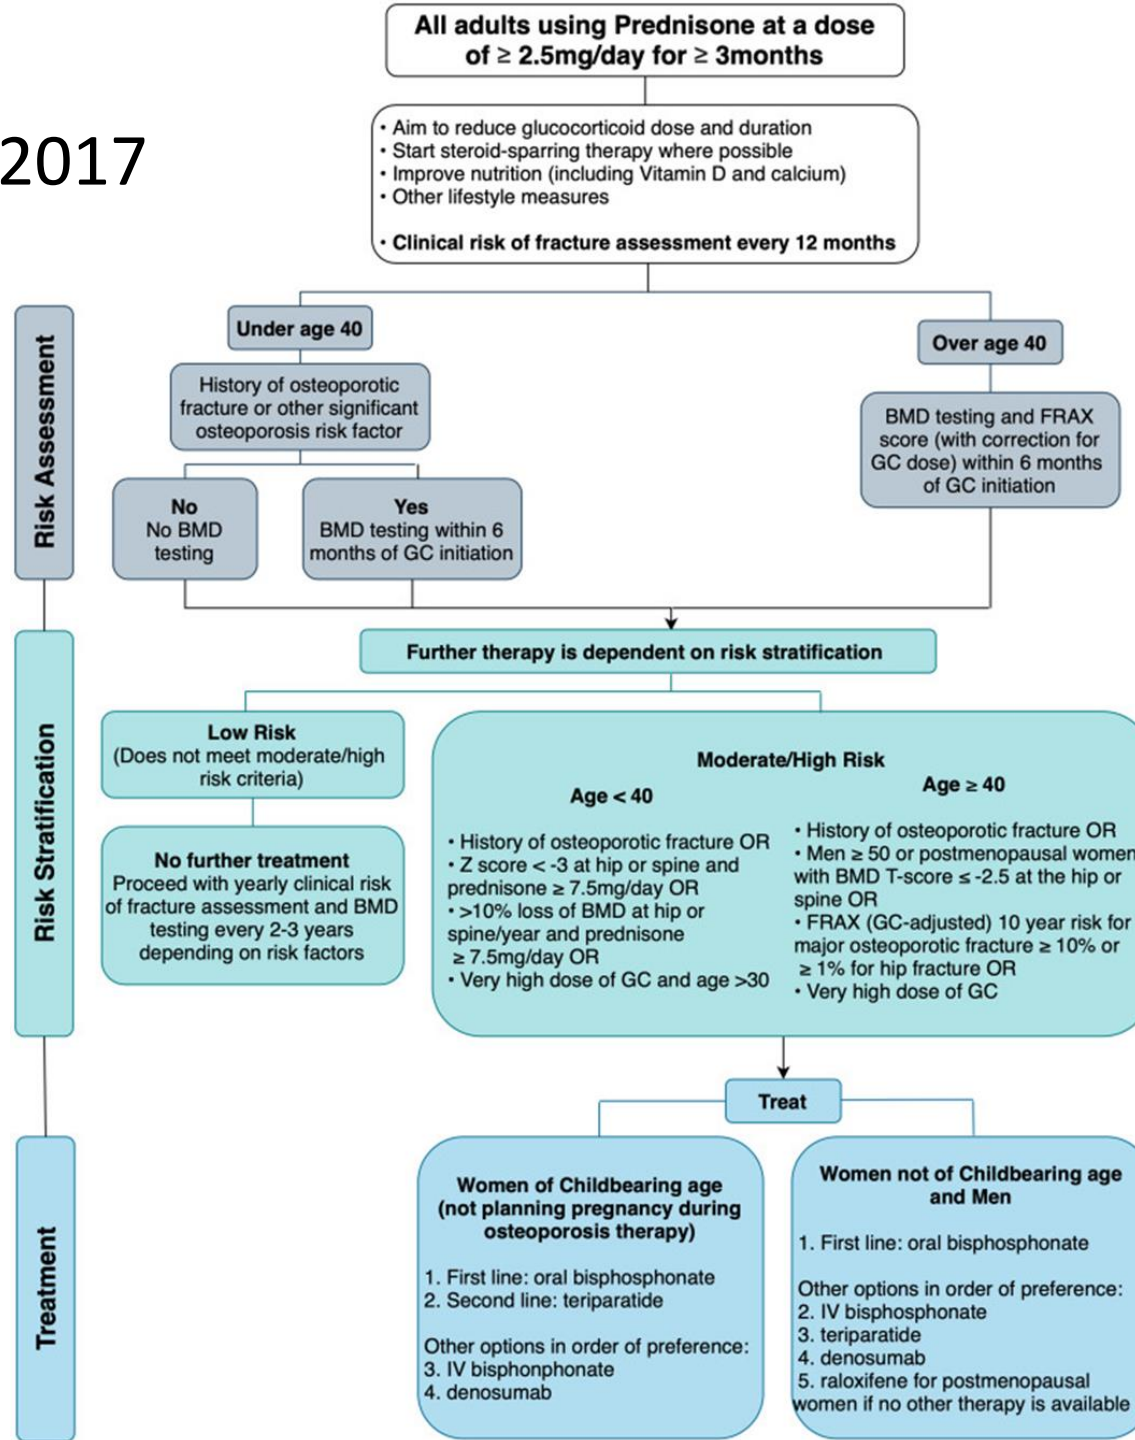 2017
All adults using Prednisone at a dose
of ≥ 2.5mg/day for ≥ 3months
• Aim to reduce glucocorticoid dose and duration
• Start steroid-sparring therapy where possible
• Improve nutrition (including Vitamin D and calcium)
• Other lifestyle measures
• Clinical risk of fracture assessment every 12 months
Risk Assessment
Under age 40
History of osteoporotic
fracture or other significant
osteoporosis risk factor
No
No BMD
testing
Yes
BMD testing within 6
months of GC initiation
Over age 40
BMD testing and FRAX
score (with correction for
GC dose) within 6 months
of GC initiation
Risk Stratification
Further therapy is dependent on risk stratification
Low Risk
(Does not meet moderate/high
risk criteria)
No further treatment
Proceed with yearly clinical risk
of fracture assessment and BMD
testing every 2-3 years
depending on risk factors
Moderate/High Risk
Age < 40
• History of osteoporotic fracture OR
• Z score < -3 at hip or spine and
prednisone ≥ 7.5mg/day OR
• >10% loss of BMD at hip or
spine/year and prednisone
≥ 7.5mg/day OR
• Very high dose of GC and age >30
Age ≥ 40
• History of osteoporotic fracture OR
• Men ≥ 50 or postmenopausal women
with BMD T-score ≤ -2.5 at the hip or
spine OR
• FRAX (GC-adjusted) 10 year risk for
major osteoporotic fracture ≥ 10% or
≥ 1% for hip fracture OR
• Very high dose of GC
Treatment
Treat
Women of Childbearing age
(not planning pregnancy during
osteoporosis therapy)
1. First line: oral bisphosphonate
2. Second line: teriparatide
Other options in order of preference:
3. IV bisphonphonate
4. denosumab
Women not of Childbearing age
and Men
1. First line: oral bisphosphonate
Other options in order of preference:
2. IV bisphosphonate
3. teriparatide
4. denosumab
5. raloxifene for postmenopausal
women if no other therapy is available